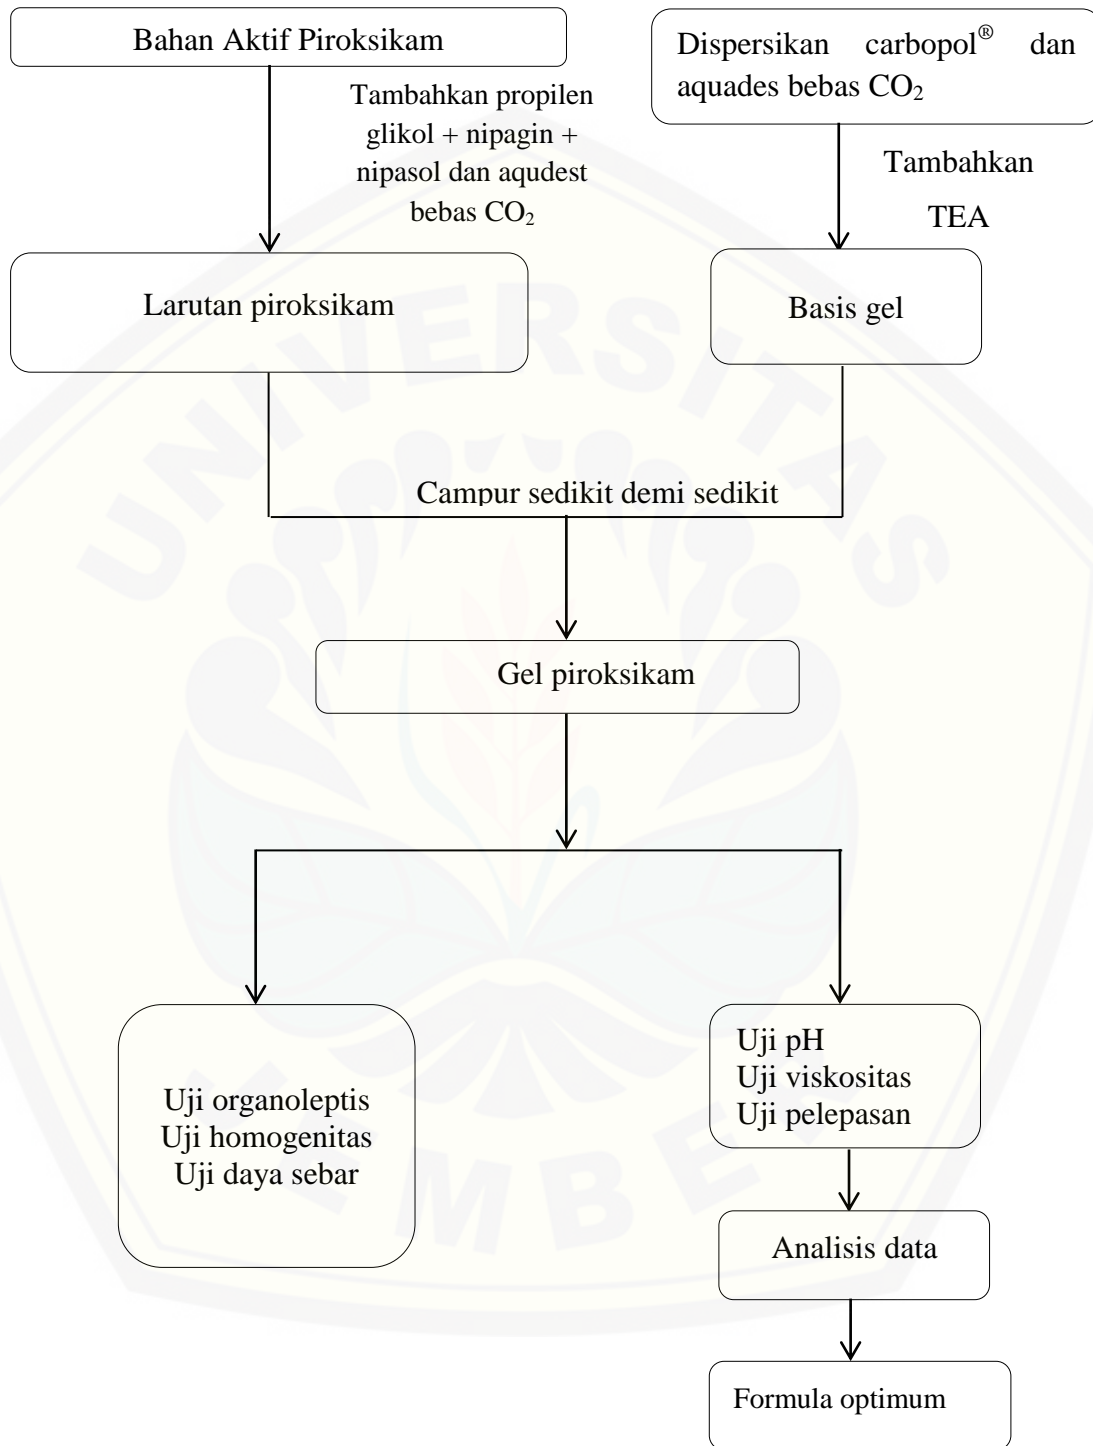 Bahan Aktif Piroksikam
Dispersikan carbopol® dan
aquades bebas CO₂
Tambahkan propilen
glikol + nipagin +
nipasol dan aqudest
bebas CO₂
Tambahkan
TEA
Larutan piroksikam
Basis gel
Campur sedikit demi sedikit
Gel piroksikam
Uji organoleptis
Uji homogenitas
Uji daya sebar
Uji pH
Uji viskositas
Uji pelepasan
Analisis data
Formula optimum
UNIVERSITAS
JEMBER